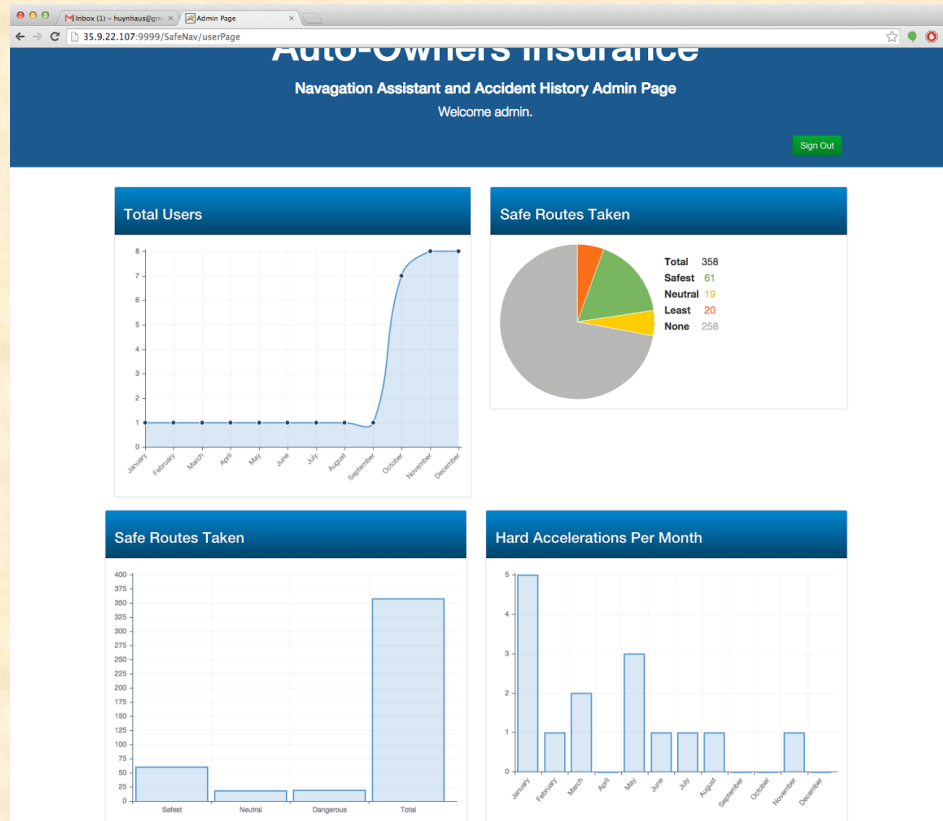 Inbox (1) – huynhaus@gm
Admin Page
35.9.22.107:9999/SafeNav/userPage
Auto-Owners Insurance
Navagation Assistant and Accident History Admin Page
Welcome admin.
Sign Out
Total Users
8
7
6
5
4
3
2
1
0
January
February
March
April
May
June
July
August
September
October
November
December
Safe Routes Taken
Total 358
Safest 61
Neutral 19
Least 20
None 258
Safe Routes Taken
400
375
350
325
300
275
250
225
200
175
150
125
100
75
50
25
0
Safest
Neutral
Dangerous
Total
Hard Accelerations Per Month
5
4
3
2
1
0
January
February
March
April
May
June
July
August
September
October
November
December